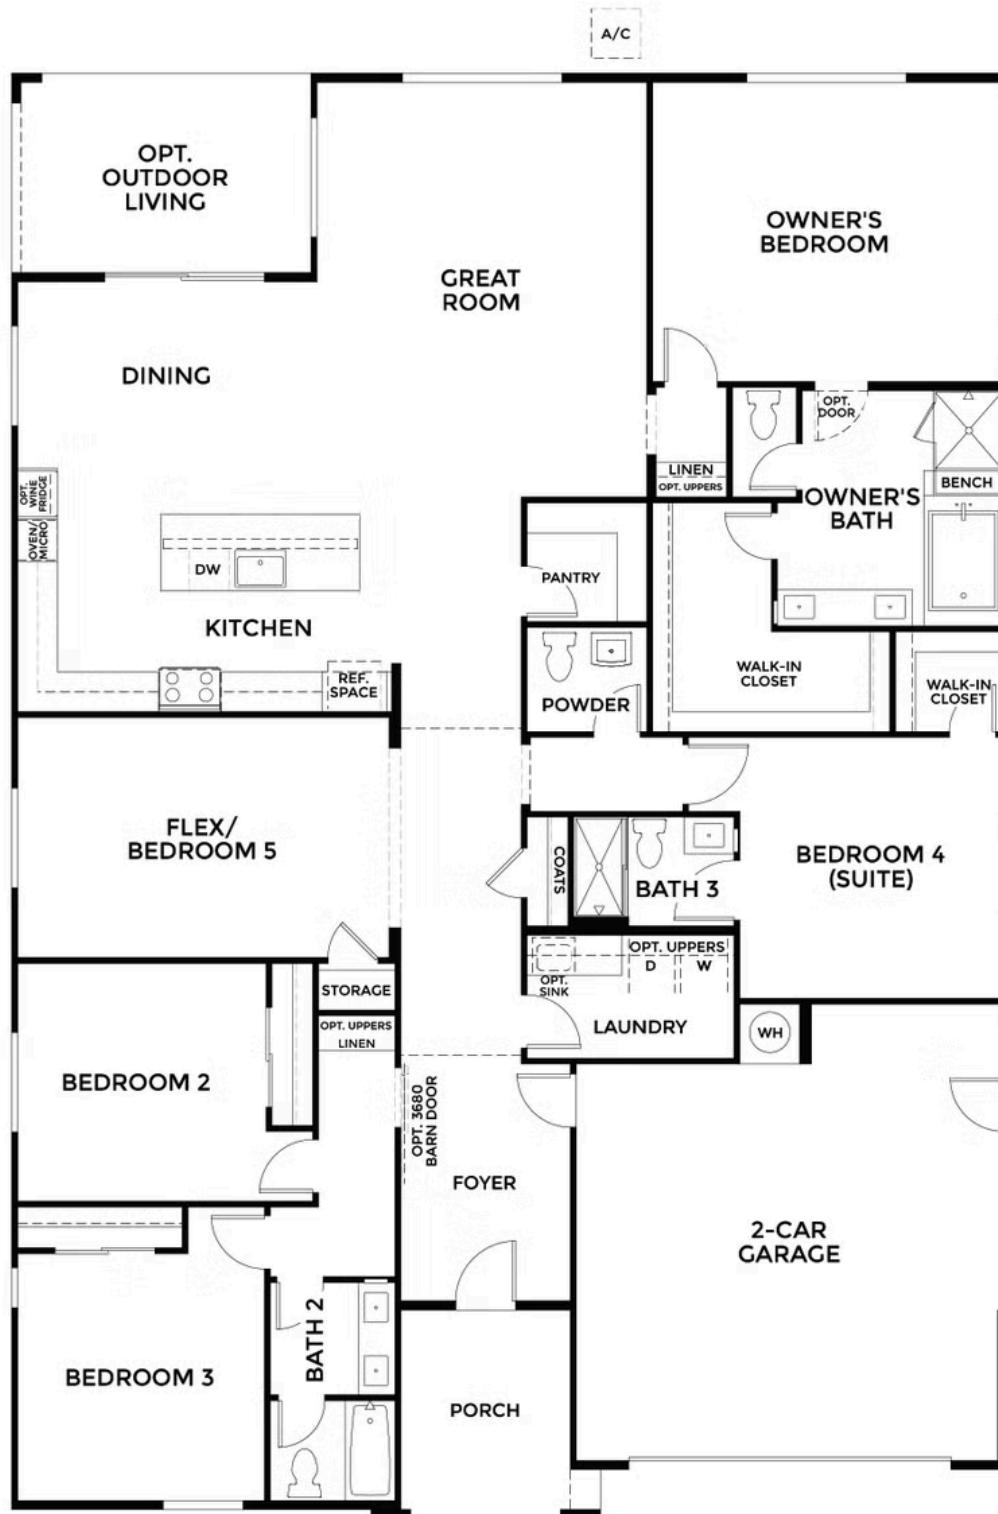 A/C
OPT.
OUTDOOR
LIVING
OWNER'S
BEDROOM
GREAT
ROOM
DINING
OPT.
DOOR
LINEN
OPT. UPPERS
BENCH
OWNER'S
BATH
OPT.
WINE
FRIDGE
OVEN/
MICRO
DW
PANTRY
KITCHEN
REF.
SPACE
WALK-IN
CLOSET
WALK-IN
CLOSET
POWDER
FLEX/
BEDROOM 5
COATS
BATH 3
BEDROOM 4
(SUITE)
OPT. UPPERS
D
W
OPT.
SINK
LAUNDRY
STORAGE
OPT. UPPERS
LINEN
WH
BEDROOM 2
OPT. 3680
BARN DOOR
FOYER
2-CAR
GARAGE
BATH 2
BEDROOM 3
PORCH